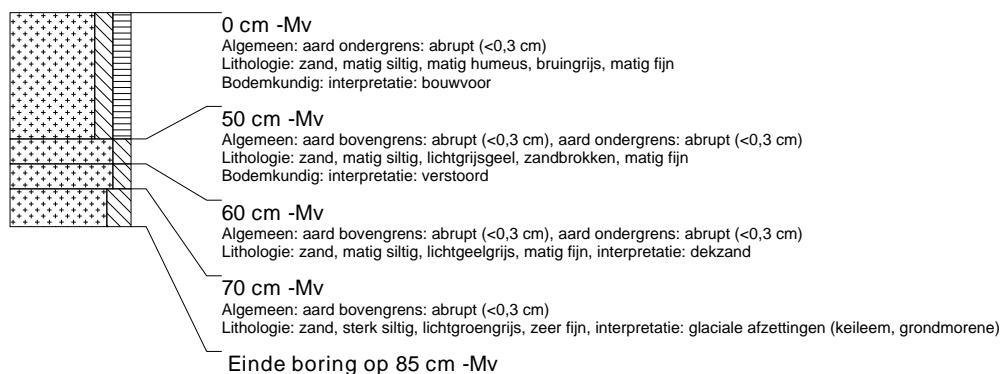 0 cm -Mv
Algemeen: aard ondergrens: abrupt (<0,3 cm)
Lithologie: zand, matig siltig, matig humeus, bruingrijs, matig fijn
Bodemkundig: interpretatie: bouwvoor
50 cm -Mv
Algemeen: aard bovengrens: abrupt (<0,3 cm), aard ondergrens: abrupt (<0,3 cm)
Lithologie: zand, matig siltig, lichtgrijsgeel, zandbrokken, matig fijn
Bodemkundig: interpretatie: verstoord
60 cm -Mv
Algemeen: aard bovengrens: abrupt (<0,3 cm), aard ondergrens: abrupt (<0,3 cm)
Lithologie: zand, matig siltig, lichtgeelgrijs, matig fijn, interpretatie: dekzand
70 cm -Mv
Algemeen: aard bovengrens: abrupt (<0,3 cm)
Lithologie: zand, sterk siltig, lichtgroengrijs, zeer fijn, interpretatie: glaciale afzettingen (keileem, grondmorene)
Einde boring op 85 cm -Mv